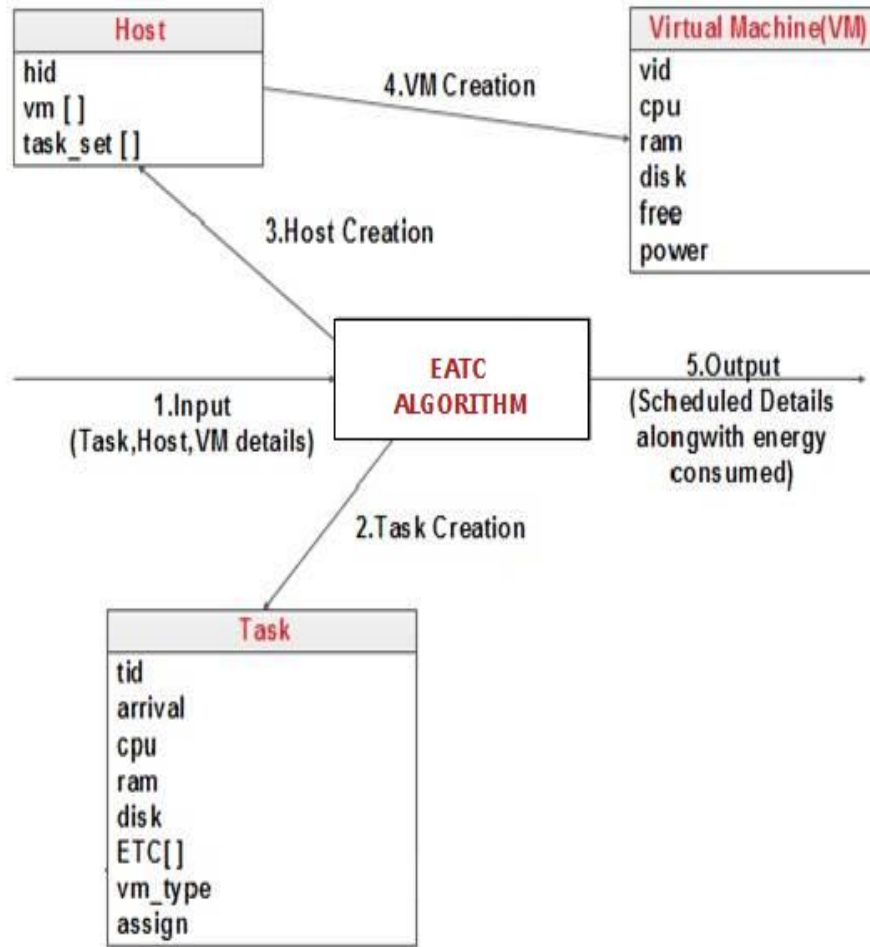 Host
hid
vm [ ]
task_set [ ]
4.VM Creation
Virtual Machine(VM)
vid
cpu
ram
disk
free
power
3.Host Creation
EATC
ALGORITHM
1.Input
(Task,Host,VM details)
5.Output
(Scheduled Details
alongwith energy
consumed)
2.Task Creation
Task
tid
arrival
cpu
ram
disk
ETC[ ]
vm_type
assign